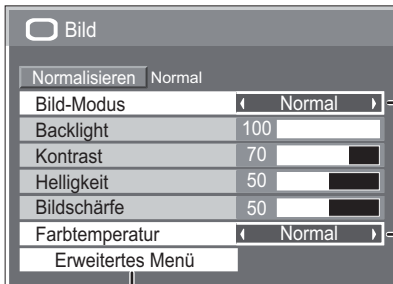 Bild
Normalisieren Normal
Bild-Modus Normal
Backlight 100
Kontrast 70
Helligkeit 50
Bildschärfe 50
Farbtemperatur Normal
Erweitertes Menü